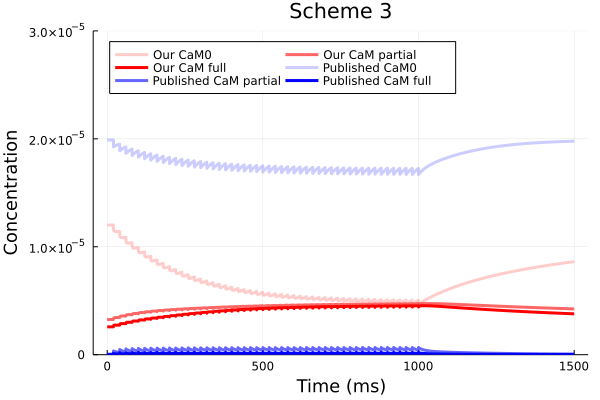 Scheme 3
3.0×10⁻⁵
Our CaM0 Our CaM partial
Our CaM full Published CaM0
Published CaM partial Published CaM full
2.0×10⁻⁵
Concentration
1.0×10⁻⁵
0
0 500 1000 1500
Time (ms)